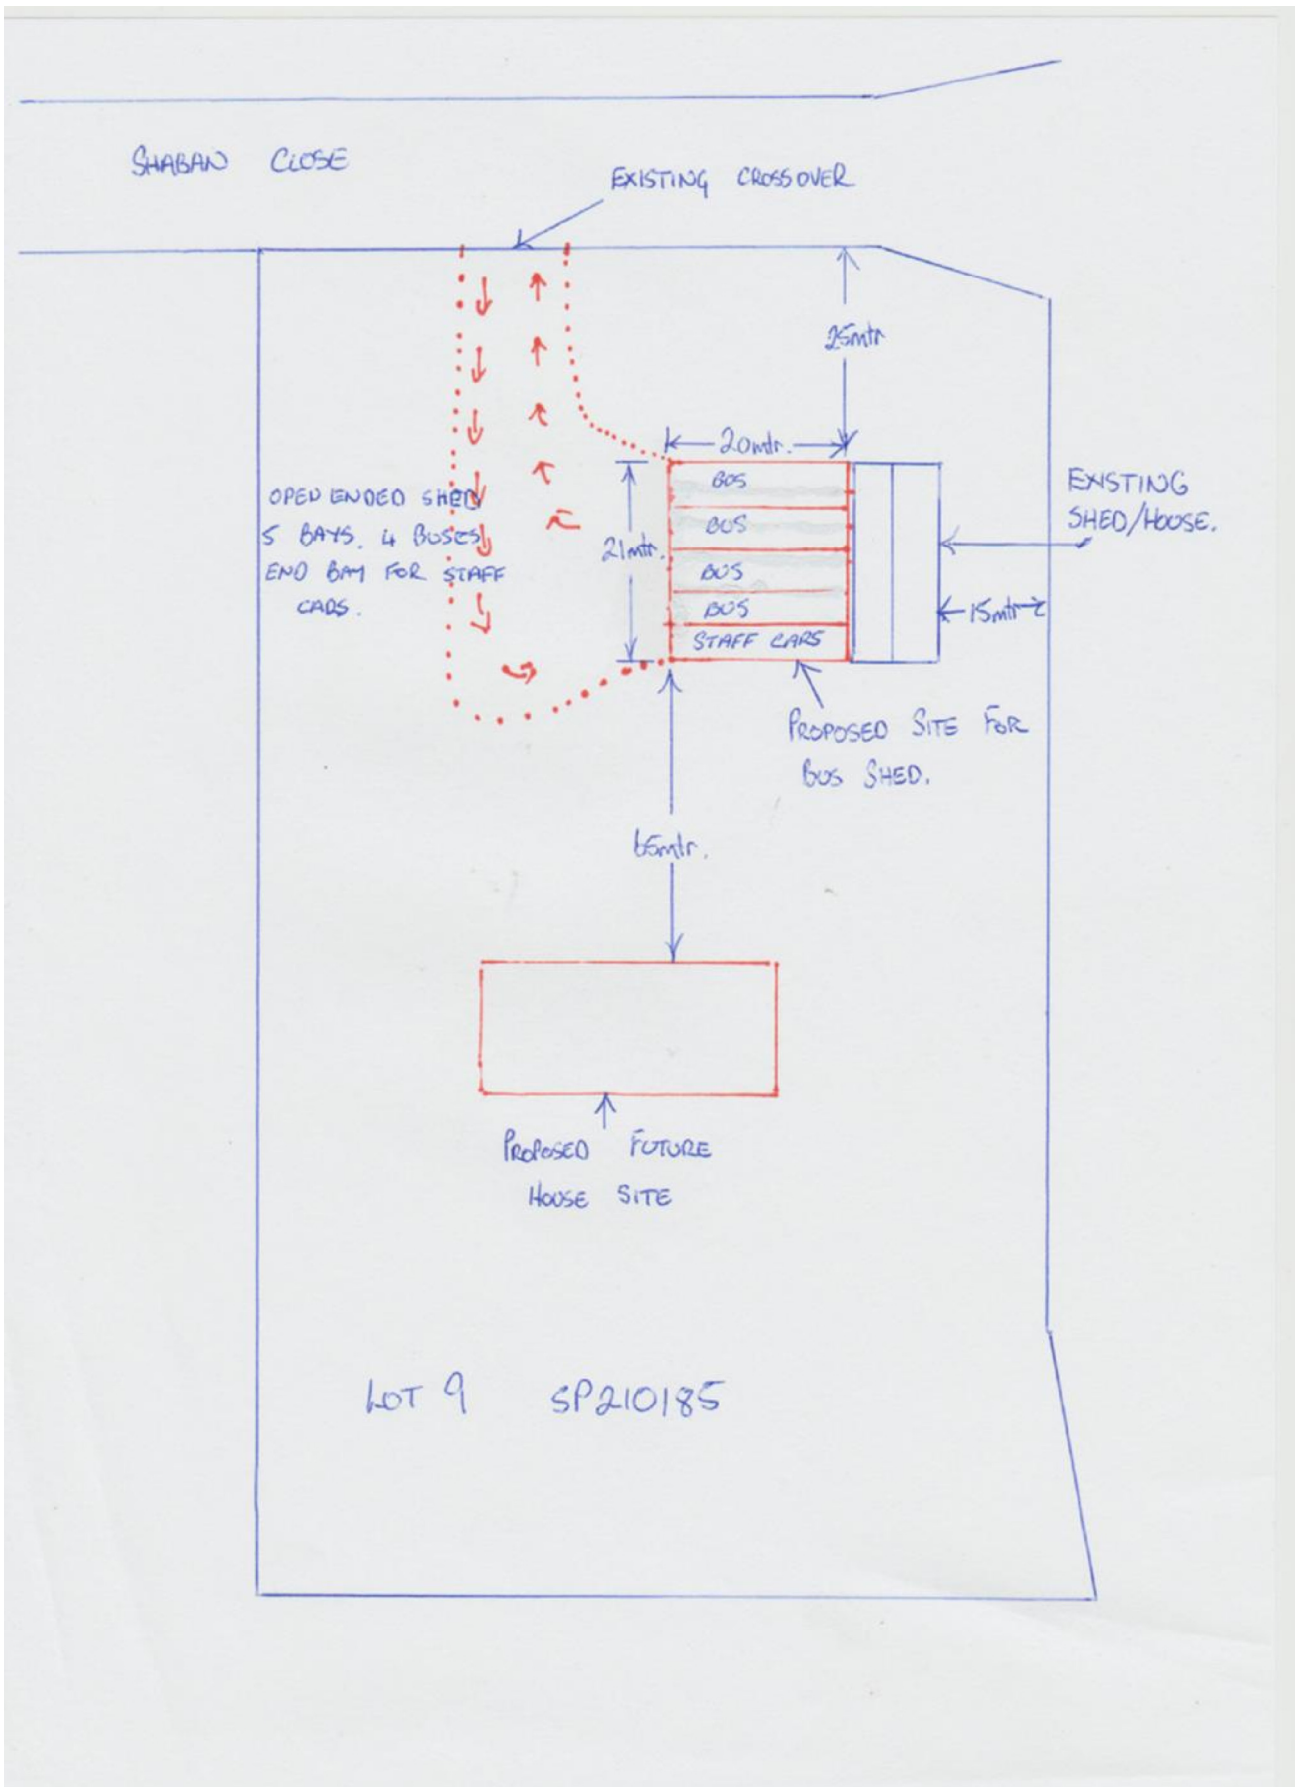 SHABAN CLOSE
EXISTING CROSSOVER
25mtr
20mtr.
BUS
BUS
BUS
BUS
STAFF CARS
21mtr.
OPEN ENDED SHED
5 BAYS. 4 BUSES
END BAY FOR STAFF
CARS.
EXISTING
SHED/HOUSE.
15mtr
PROPOSED SITE FOR
BUS SHED.
65mtr.
PROPOSED FUTURE
HOUSE SITE
LOT 9 SP210185